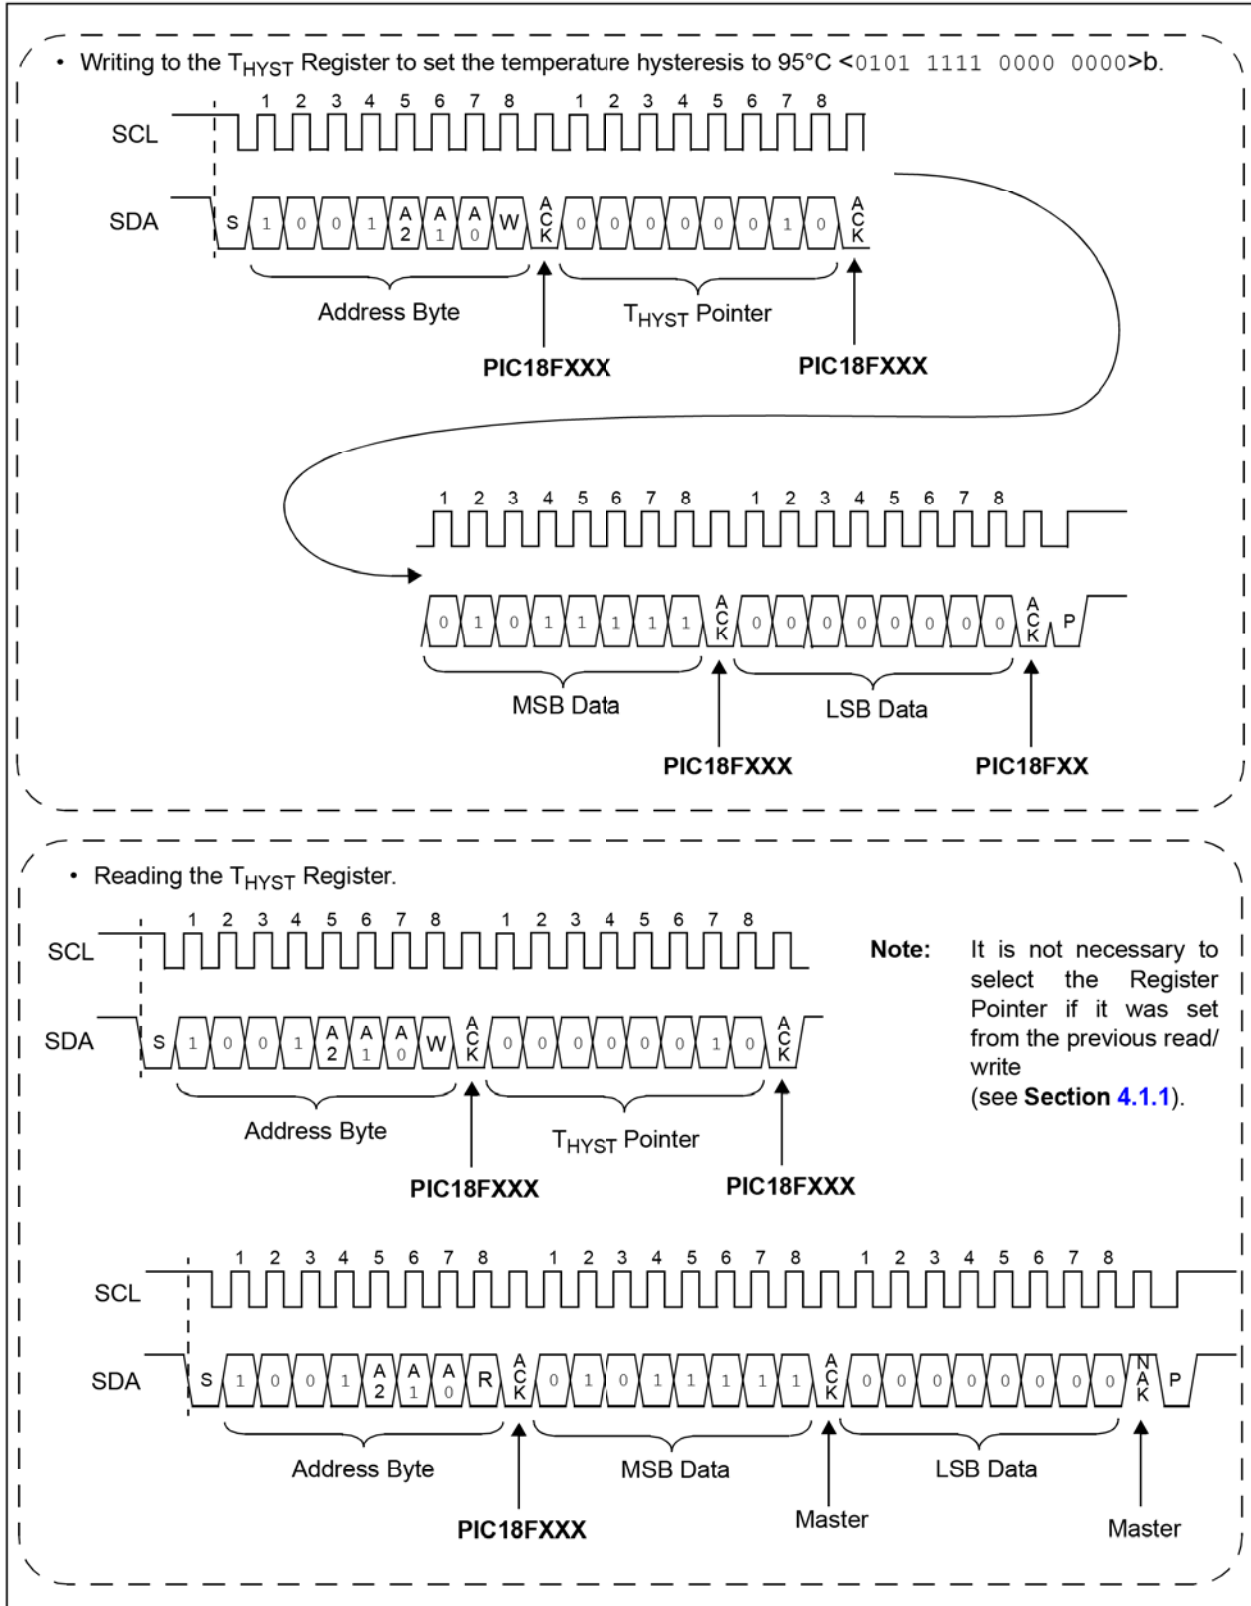 • Writing to the THYST Register to set the temperature hysteresis to 95°C <0101 1111 0000 0000>b.
1 2 3 4 5 6 7 8 1 2 3 4 5 6 7 8
SCL
SDA S 1 0 0 1 A2 A1 A0 W ACK 0 0 0 0 0 0 1 0 ACK
Address Byte THYST Pointer
PIC18FXXX PIC18FXXX
1 2 3 4 5 6 7 8 1 2 3 4 5 6 7 8
0 1 0 1 1 1 1 1 ACK 0 0 0 0 0 0 0 0 ACK P
MSB Data LSB Data
PIC18FXXX PIC18FXX
• Reading the THYST Register.
1 2 3 4 5 6 7 8 1 2 3 4 5 6 7 8
SCL
SDA S 1 0 0 1 A2 A1 A0 W ACK 0 0 0 0 0 0 1 0 ACK
Address Byte THYST Pointer
PIC18FXXX PIC18FXXX
Note: It is not necessary to
select the Register
Pointer if it was set
from the previous read/
write
(see Section 4.1.1).
1 2 3 4 5 6 7 8 1 2 3 4 5 6 7 8 1 2 3 4 5 6 7 8
SCL
SDA S 1 0 0 1 A2 A1 A0 R ACK 0 1 0 1 1 1 1 1 ACK 0 0 0 0 0 0 0 0 NAK P
Address Byte MSB Data LSB Data
PIC18FXXX Master Master